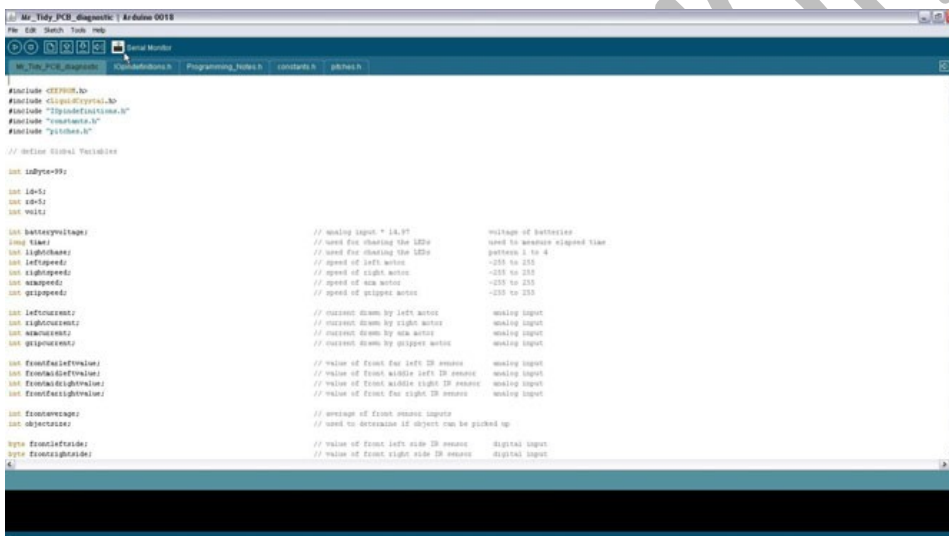 Mr_Tidy_PCB_diagnostic | Arduino 0018
File Edit Sketch Tools Help
Serial Monitor
Mr_Tidy_PCB_diagnostic IOpindefinitions.h Programming_Notes.h constants.h pitches.h
#include <EEPROM.h>
#include <LiquidCrystal.h>
#include "IOpindefinitions.h"
#include "constants.h"
#include "pitches.h"
// define Global Variables
int inByte=99;
int ld=5;
int rd=5;
int volt;
int batteryvoltage; // analog input * 14.97 voltage of batteries
long time; // used for chasing the LEDs used to measure elapsed time
int lightchase; // used for chasing the LEDs pattern 1 to 4
int leftspeed; // speed of left motor -255 to 255
int rightspeed; // speed of right motor -255 to 255
int armspeed; // speed of arm motor -255 to 255
int gripspeed; // speed of gripper motor -255 to 255
int leftcurrent; // current drawn by left motor analog input
int rightcurrent; // current drawn by right motor analog input
int armcurrent; // current drawn by arm motor analog input
int gripcurrent; // current drawn by gripper motor analog input
int frontfarleftvalue; // value of front far left IR sensor analog input
int frontmidleftvalue; // value of front middle left IR sensor analog input
int frontmidrightvalue; // value of front middle right IR sensor analog input
int frontfarrightvalue; // value of front far right IR sensor analog input
int frontaverage; // average of front sensor inputs
int objectsize; // used to determine if object can be picked up
byte frontleftside; // value of front left side IR sensor digital input
byte frontrightside; // value of front right side IR sensor digital input